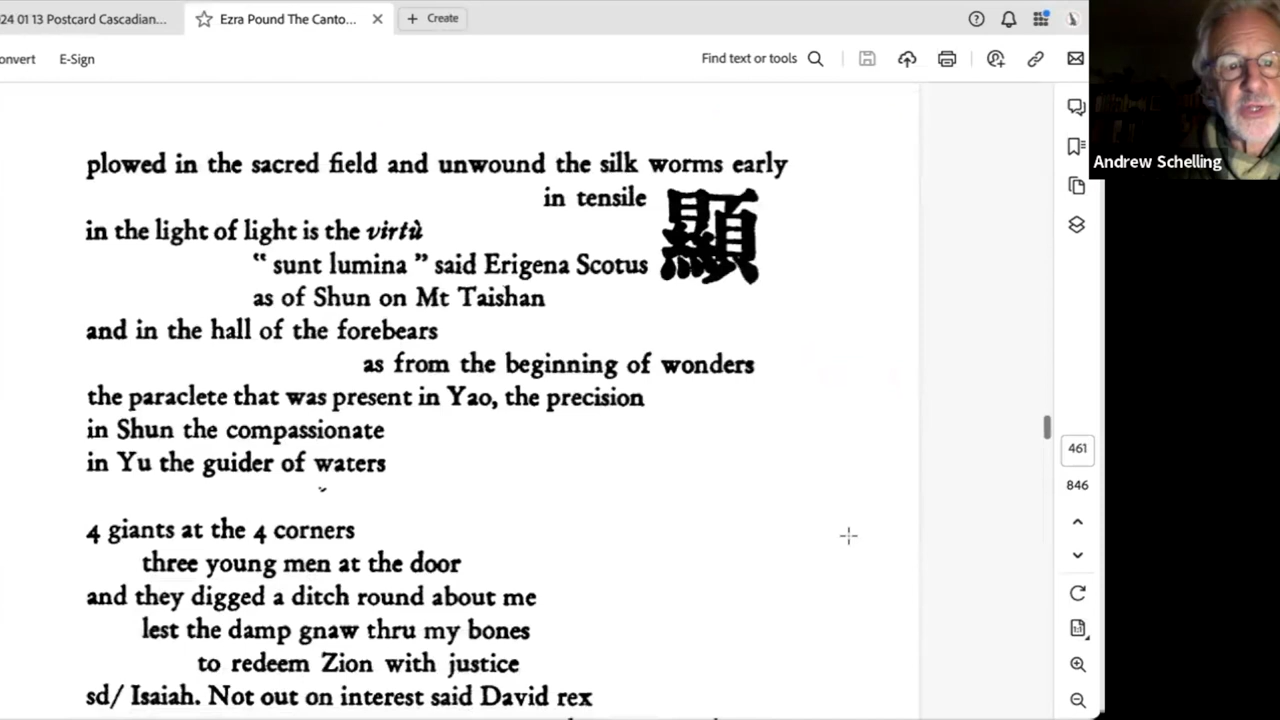 24 01 13 Postcard Cascadian...
Ezra Pound The Canto...
Create
onvert
E-Sign
Find text or tools
Andrew Schelling
plowed in the sacred field and unwound the silk worms early
in tensile
顯
in the light of light is the virtù
“ sunt lumina ” said Erigena Scotus
as of Shun on Mt Taishan
and in the hall of the forebears
as from the beginning of wonders
the paraclete that was present in Yao, the precision
in Shun the compassionate
in Yu the guider of waters
4 giants at the 4 corners
three young men at the door
and they digged a ditch round about me
lest the damp gnaw thru my bones
to redeem Zion with justice
sd/ Isaiah. Not out on interest said David rex
461
846